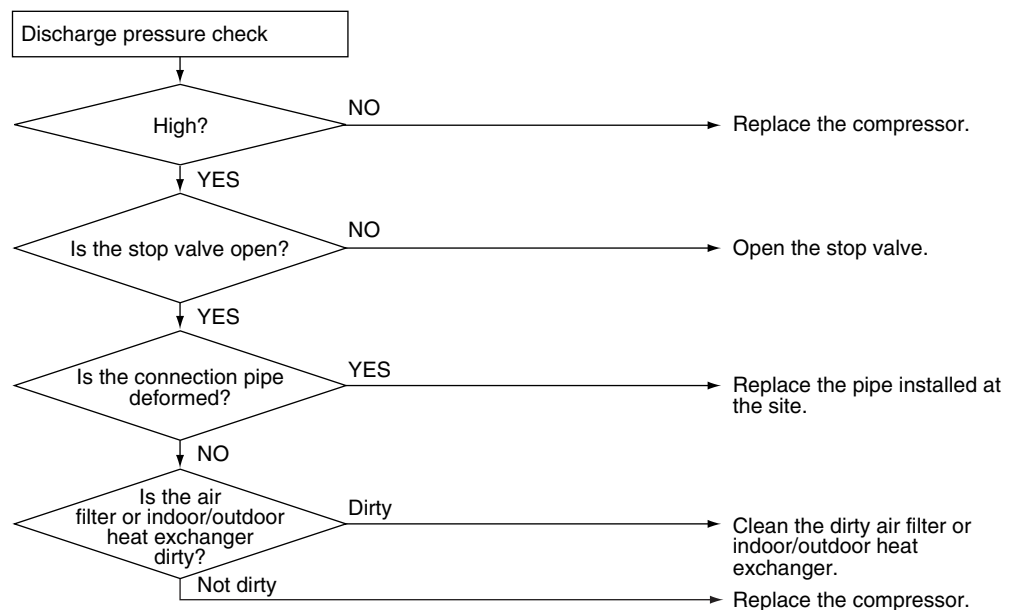 Discharge pressure check
High?
NO
Replace the compressor.
YES
Is the stop valve open?
NO
Open the stop valve.
YES
Is the connection pipe
deformed?
YES
Replace the pipe installed at
the site.
NO
Is the air
filter or indoor/outdoor
heat exchanger
dirty?
Dirty
Clean the dirty air filter or
indoor/outdoor heat
exchanger.
Not dirty
Replace the compressor.